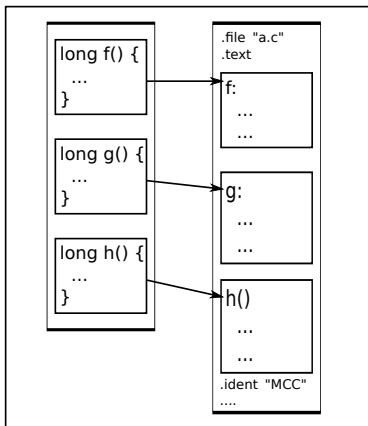 long f() {
...
}
long g() {
...
}
long h() {
...
}
.file "a.c"
.text
f:
...
...
g:
...
...
h()
...
...
.ident "MCC"
....